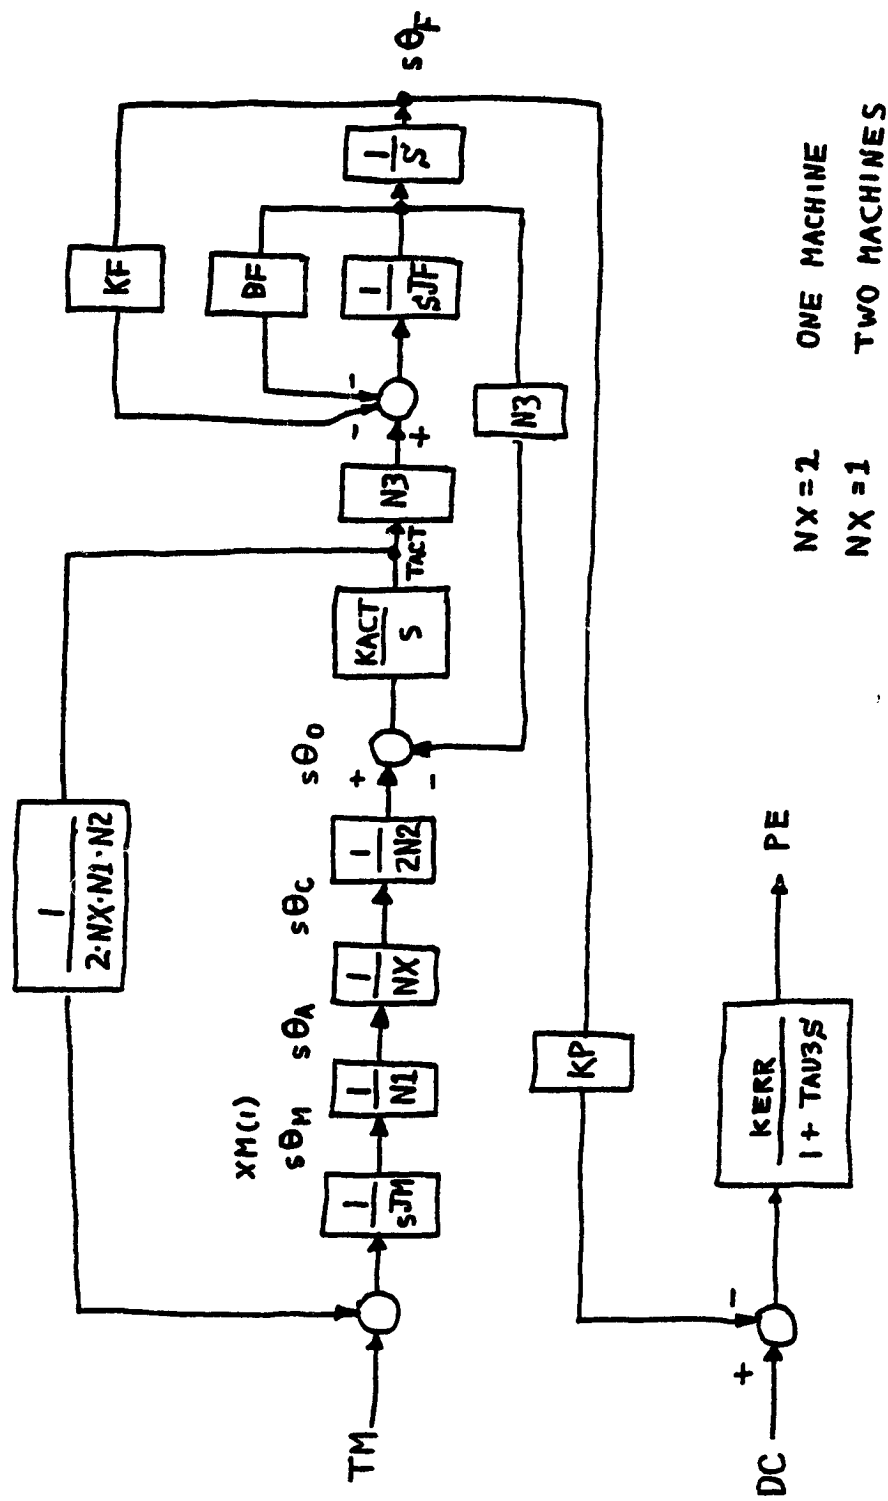 KF
BF
1
sJF
1
S
sθF
-
-
+
1
2·NX·N1·N2
TM
1
sJM
XM(1)
sθM
1
N1
sθA
1
NX
sθC
1
2N2
sθO
+
-
KACT
S
TACT
N3
N3
KP
DC
+
-
KERR
1+ TAU3S
PE
NX=2 ONE MACHINE
NX=1 TWO MACHINES